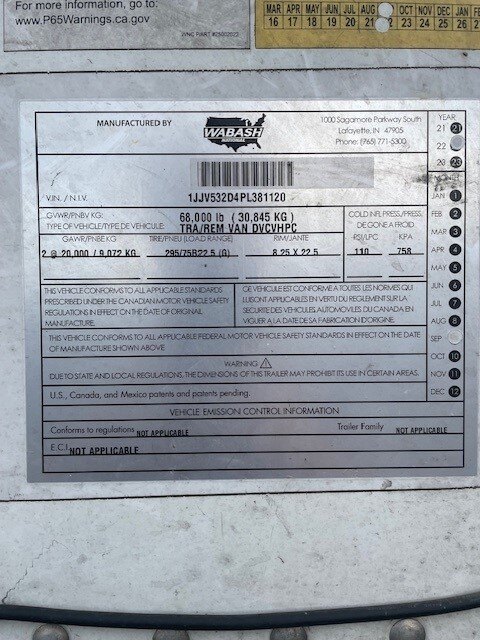 For more information, go to:
www.P65Warnings.ca.gov
WNC PART #25002022
MAR APR MAY JUN JUL AUG OCT NOV DEC JAN FEB
16 17 18 19 20 21 22 23 24 25 26
MANUFACTURED BY
WABASH
NATIONAL
1000 Sagamore Parkway South
Lafayette, IN 47905
Phone: (765) 771-5300
YEAR
21 21
22
20 23
V.I.N. / N.I.V.
1JJV532D4PL381120
GVWR/PNBV KG:
68,000 lb ( 30,845 KG )
TYPE OF VEHICLE/TYPE DE VEHICULE:
TRA/REM VAN DVCVHPC
COLD INFL PRESS/PRESS.
DE GONE A FROID
GAWR/PNBE KG TIRE/PNEU (LOAD RANGE) RIM/JANTE PSI/LPC KPA
2 @ 20,000 / 9,072 KG 295/75R22.5 (G) 8.25 X 22.5 110 758
THIS VEHICLE CONFORMS TO ALL APPLICABLE STANDARDS
PRESCRIBED UNDER THE CANADIAN MOTOR VEHICLE SAFETY
REGULATIONS IN EFFECT ON THE DATE OF ORIGINAL
MANUFACTURE.
CE VEHICULE EST CONFORME A TOUTES LES NORMES QUI
LUI SONT APPLICABLES EN VERTU DU REGLEMENT SUR LA
SECURITE DES VEHICULES AUTOMOBILES DU CANADA EN
VIGUER A LA DATE DE SA FABRICATION D'ORIGINE.
THIS VEHICLE CONFORMS TO ALL APPLICABLE FEDERAL MOTOR VEHICLE SAFETY STANDARDS IN EFFECT ON THE DATE
OF MANUFACTURE SHOWN ABOVE
WARNING
DUE TO STATE AND LOCAL REGULATIONS, THE DIMENSIONS OF THIS TRAILER MAY PROHIBIT ITS USE IN CERTAIN AREAS.
U.S., Canada, and Mexico patents and patents pending.
VEHICLE EMISSION CONTROL INFORMATION
Conforms to regulations NOT APPLICABLE Trailer Family NOT APPLICABLE
E.C.I. NOT APPLICABLE
JAN 1
FEB 2
MAR 3
APR 4
MAY 5
JUN 6
JUL 7
AUG 8
SEP
OCT 10
NOV 11
DEC 12